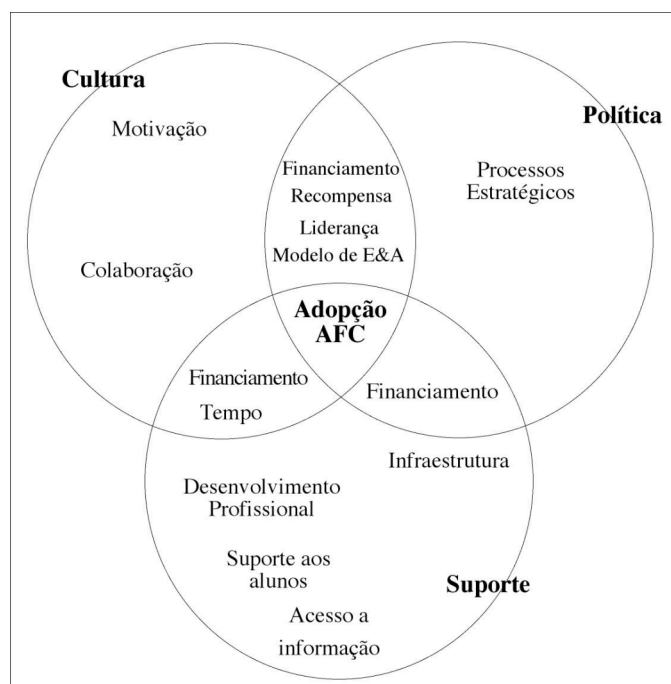 Cultura
Política
Motivação
Financiamento
Recompensa
Liderança
Modelo de E&A
Processos
Estratégicos
Colaboração
Adopção
AFC
Financiamento
Tempo
Financiamento
Infraestrutura
Desenvolvimento
Profissional
Suporte aos
alunos
Suporte
Acesso a
informação